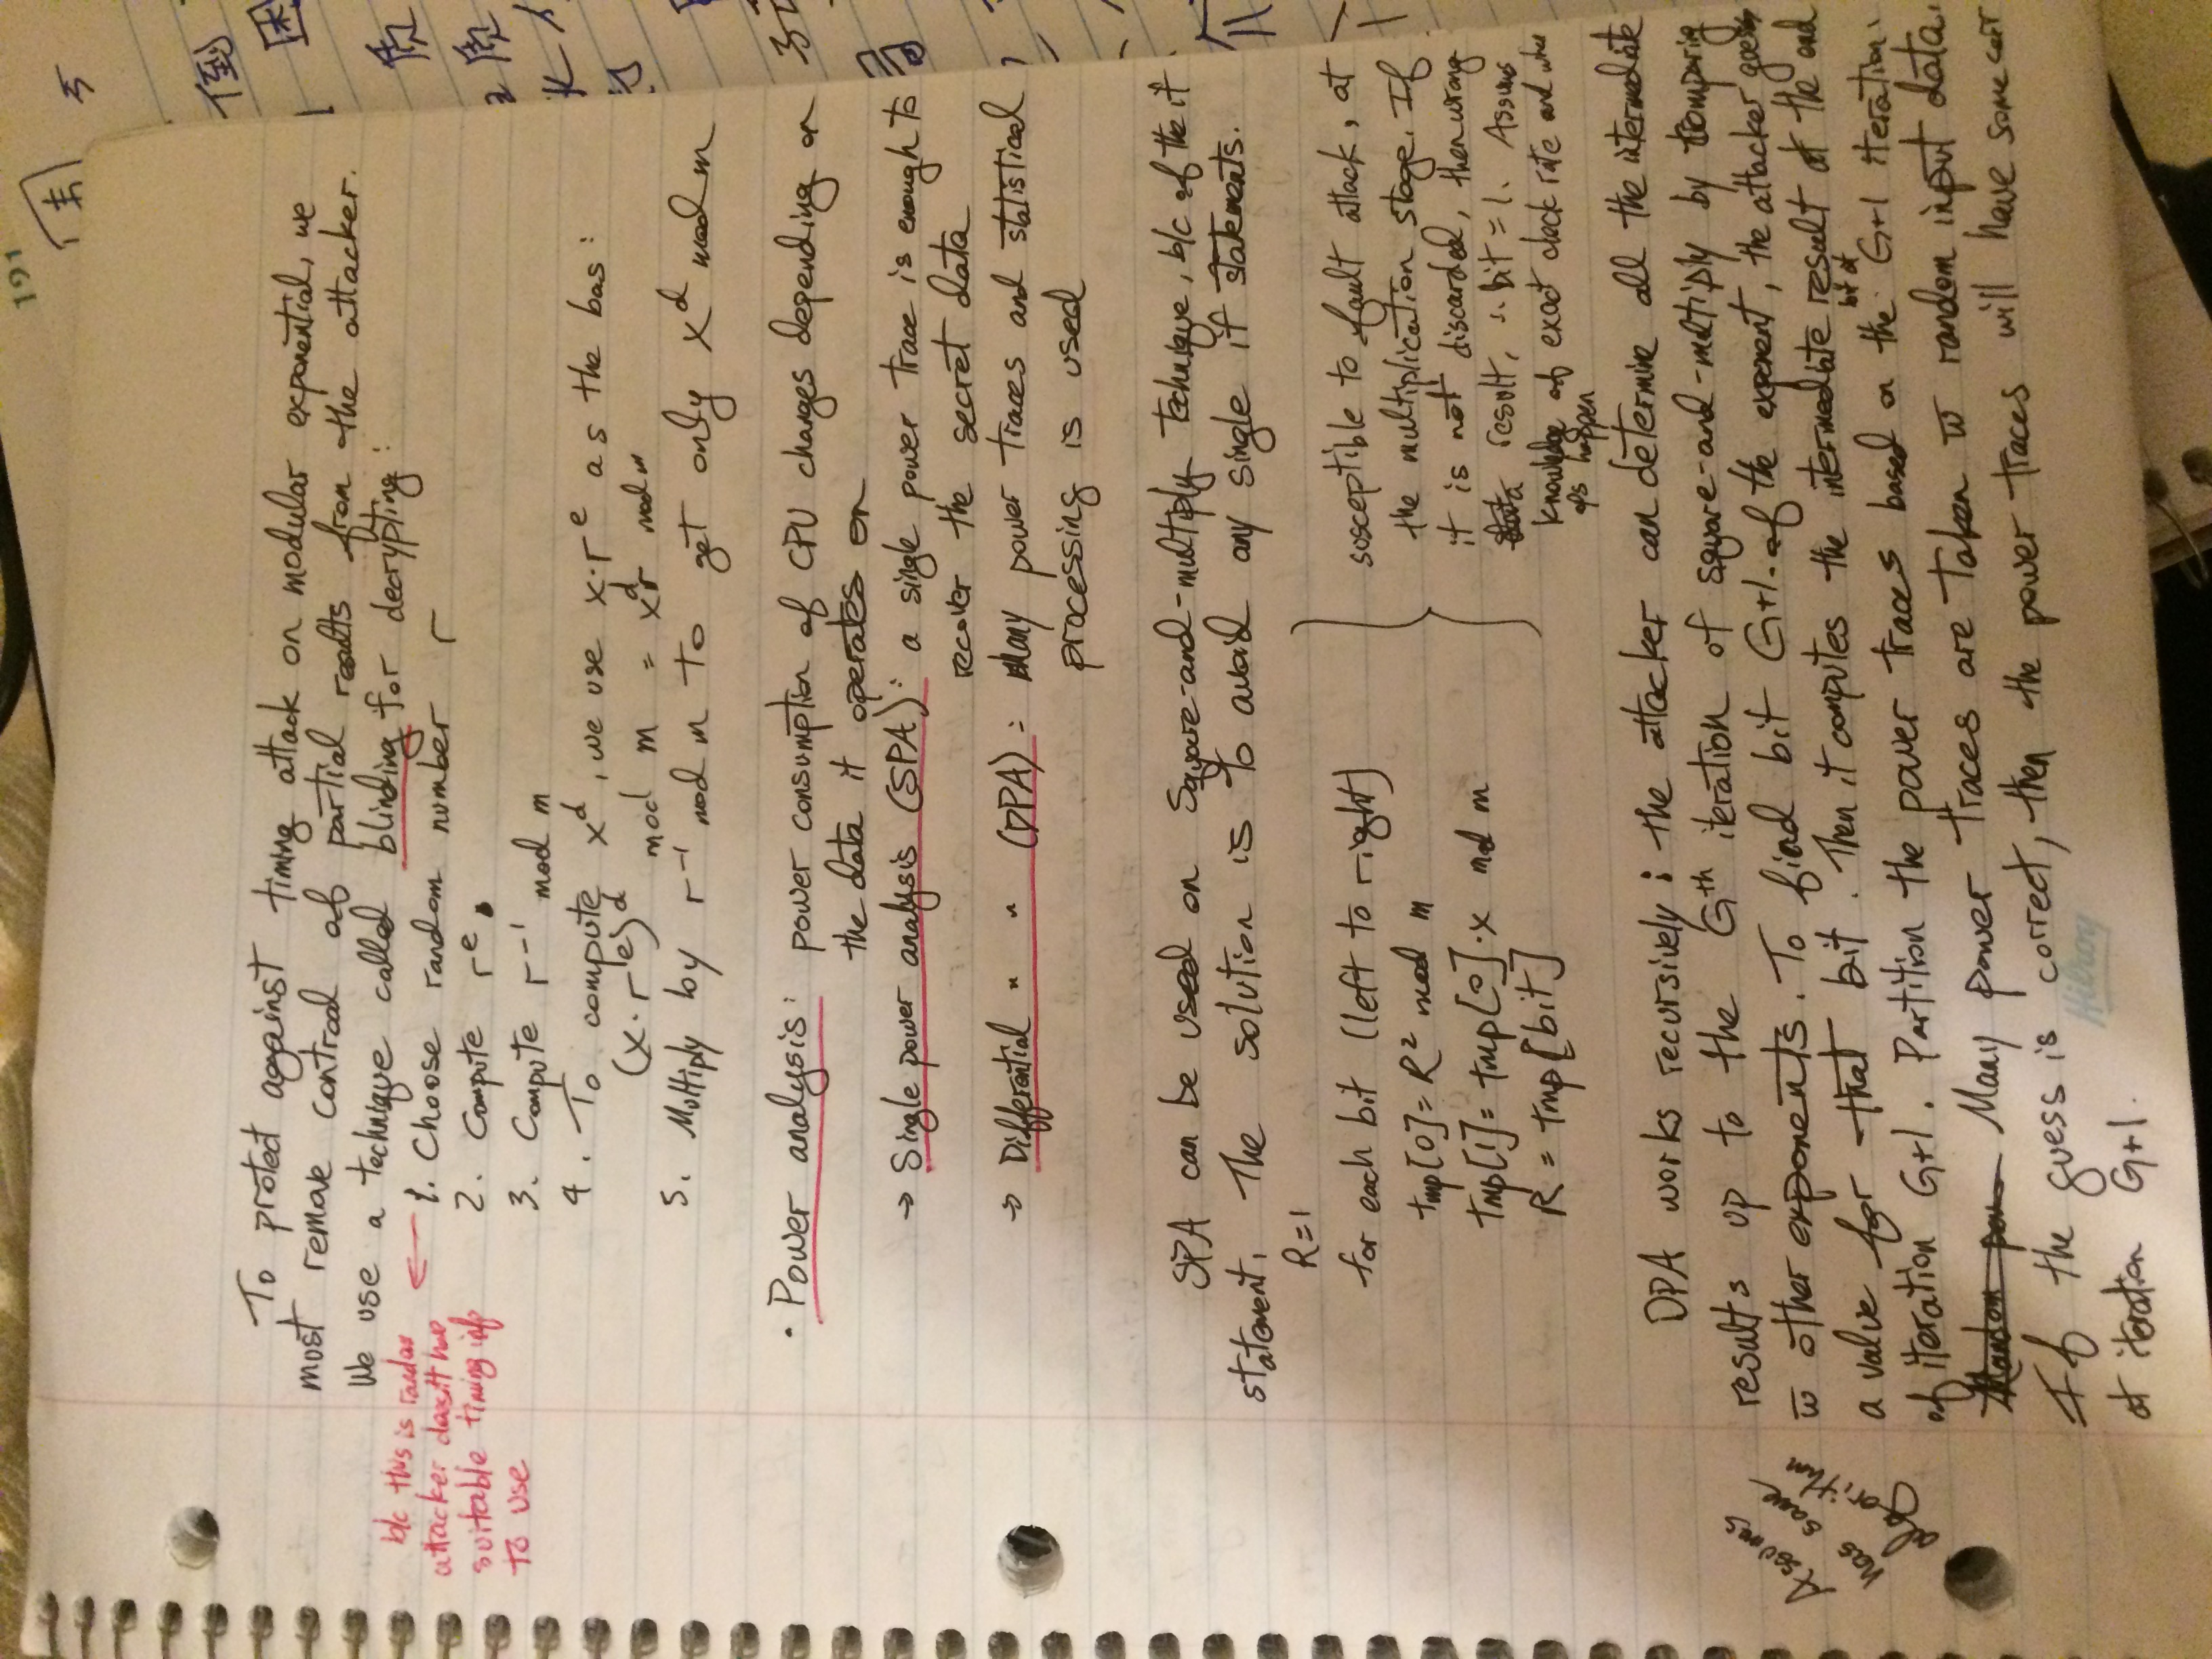 191
To protect against timing attack on modular exponential, we
must remove control of partial results from the attacker.
We use a technique called blinding for decrypting:
b/c this is random
attacker doesn't have
suitable timing info
to use
1. Choose random number r
2. Compute r^e.
3. Compute r^-1 mod m
4. To compute x^d, we use x·r^e as the bas:
(x·r^e)^d mod m = x^d r mod m
5. Multiply by r^-1 mod m to get only x^d mod m
· Power analysis: power consumption of CPU changes depending on
the data it operates on
→ Single power analysis (SPA): a single power trace is enough to
recover the secret data
→ Differential " " (DPA): Many power traces and statistical
processing is used
SPA can be used on square-and-multiply technique, b/c of the if
statement. The solution is to avoid any single if statements.
R=1
for each bit (left to right)
tmp[0]= R² mod m
tmp[1]= tmp[0]·x mod m
R = tmp[bit]
susceptible to fault attack, at
the multiplication stage. If
it is not discarded, then wrong
data result, ∴ bit = 1. Assumes
knowledge of exact clock rate and when
ops happen
DPA works recursively: the attacker can determine all the intermediate
results up to the Gth iteration of square-and-multiply by comparing
w̅ other exponents. To find bit G+1 of the exponent, the attacker guess
a value for that bit. Then it computes the intermediate result at the end
of iteration G+1. Partition the power traces based on the bit at G+1 iteration.
Random pow Many power traces are taken w̅ random input data.
If the guess is correct, then the power traces will have some corr
at iteration G+1.
Assumes
has same
algorithm
Hilroy
倒
困
质
2 质